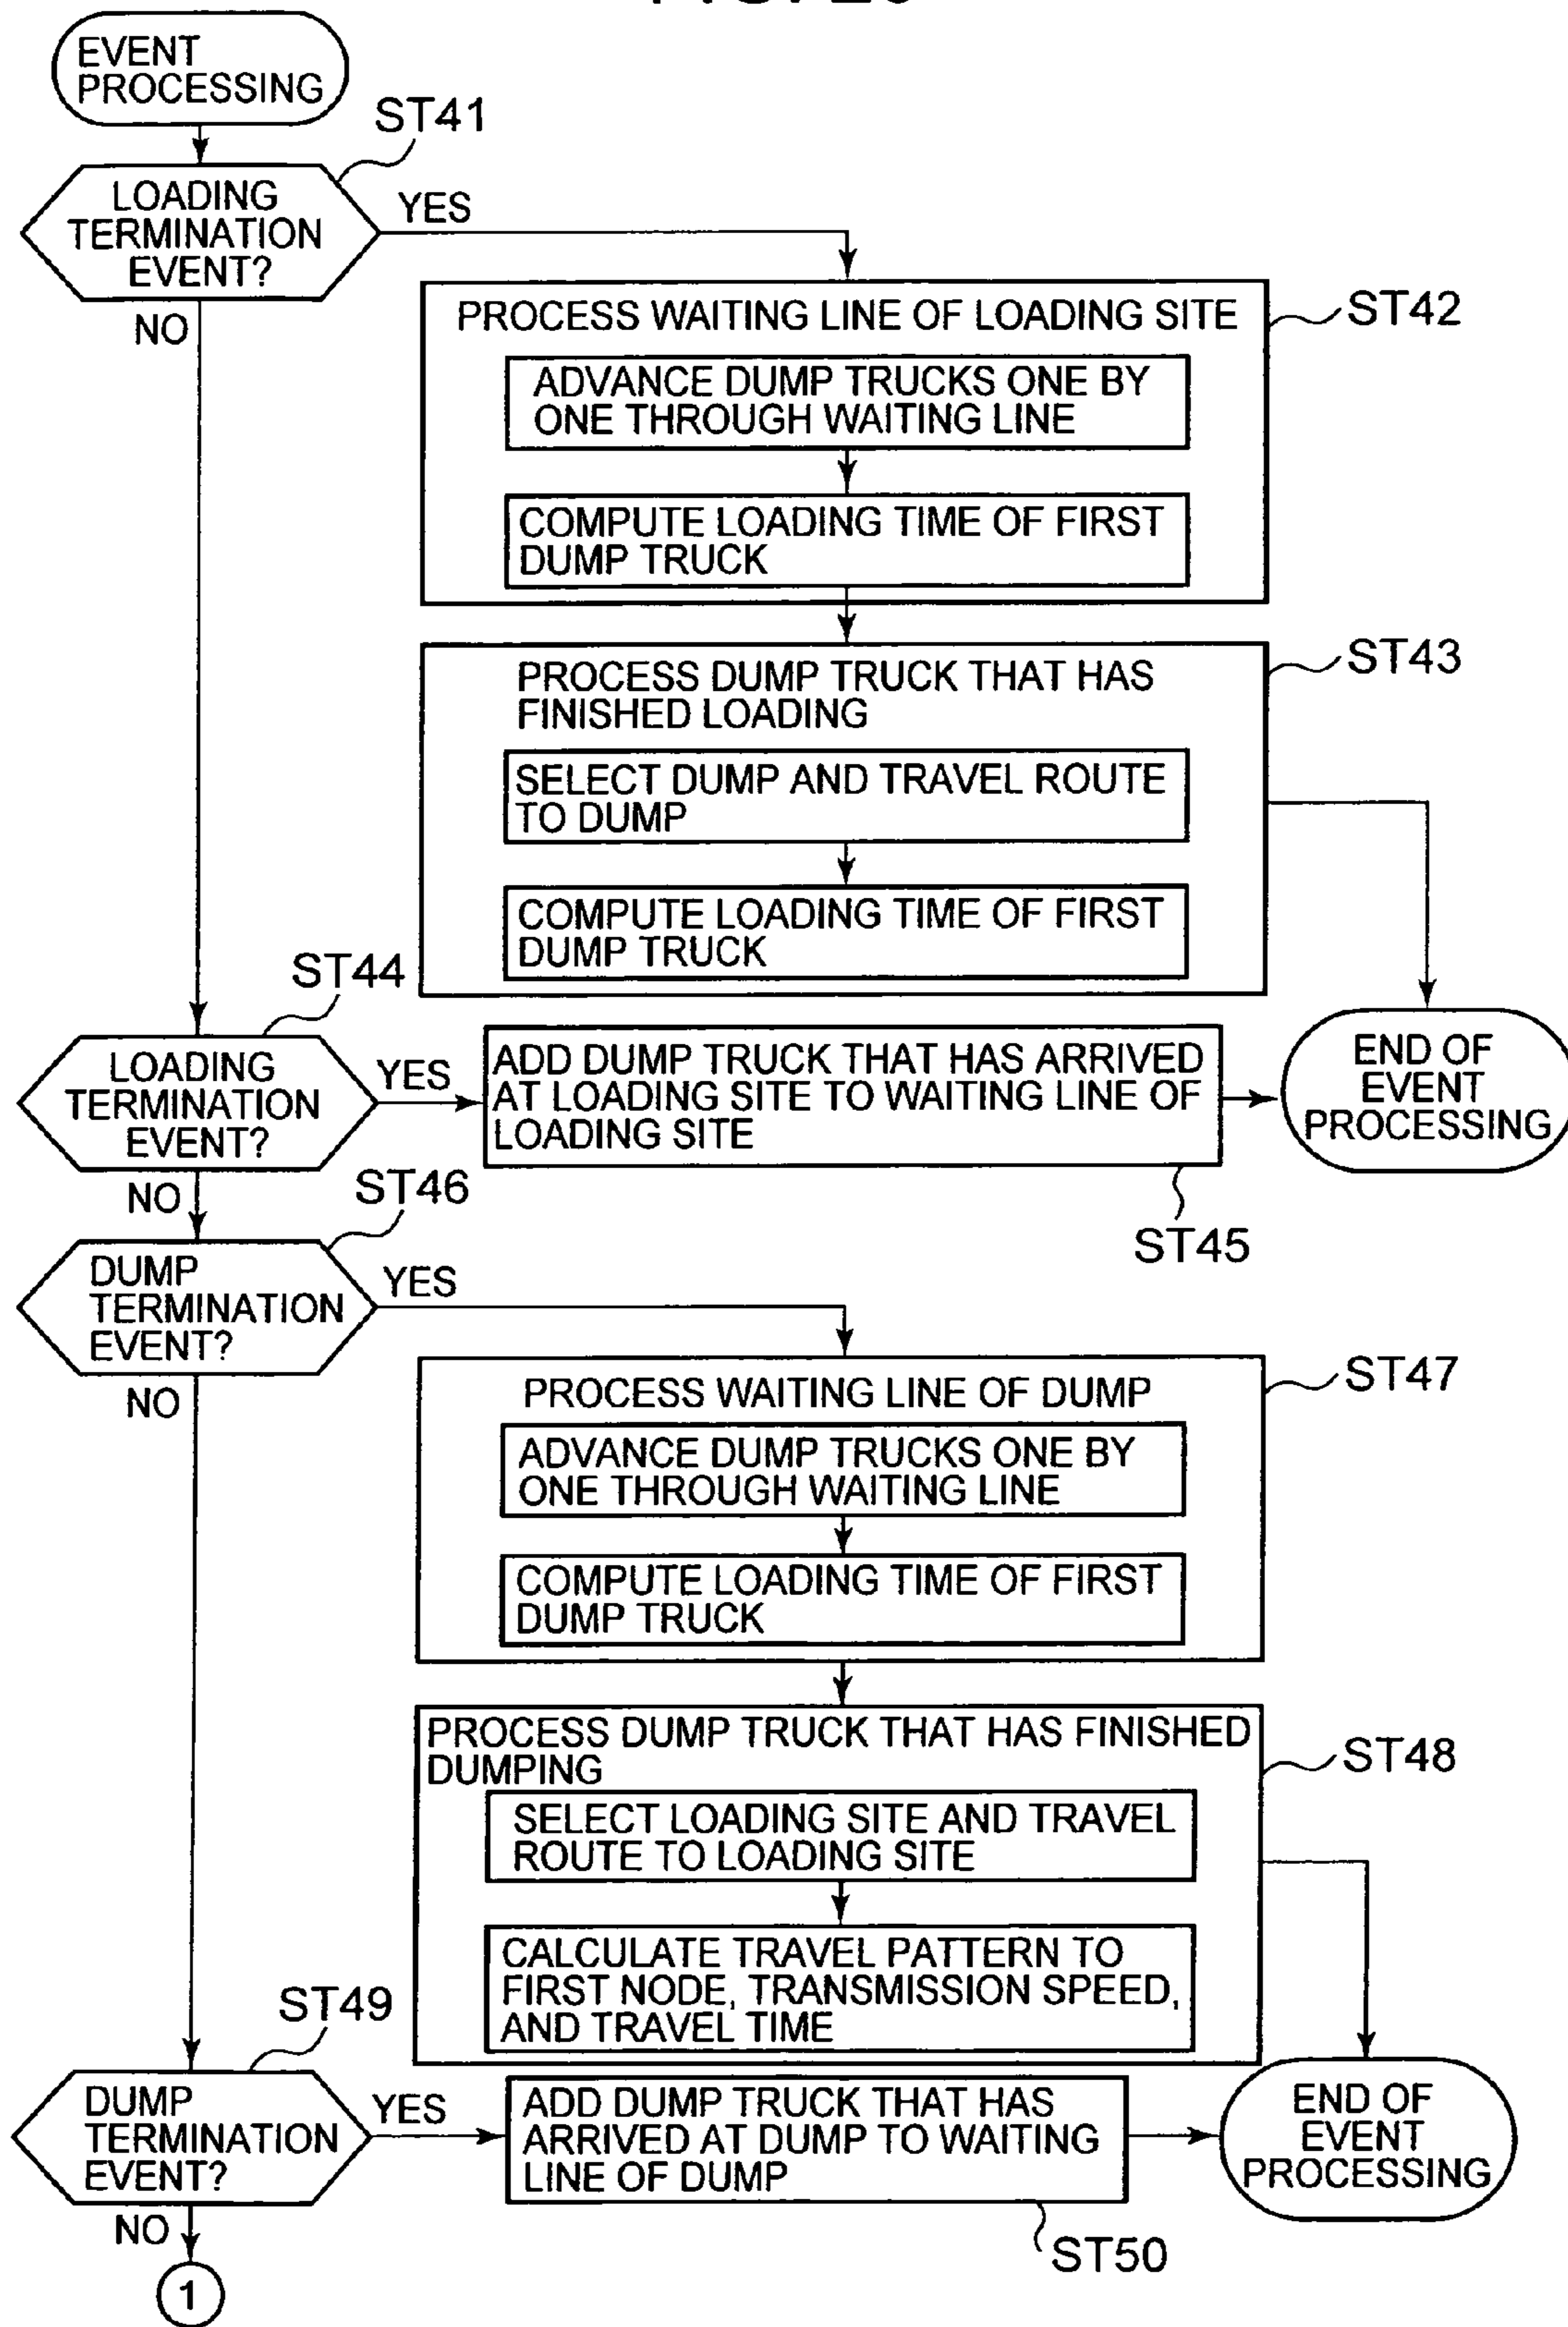 EVENT
PROCESSING
ST41
LOADING
TERMINATION
EVENT?
YES
NO
PROCESS WAITING LINE OF LOADING SITE
ST42
ADVANCE DUMP TRUCKS ONE BY
ONE THROUGH WAITING LINE
COMPUTE LOADING TIME OF FIRST
DUMP TRUCK
PROCESS DUMP TRUCK THAT HAS
FINISHED LOADING
ST43
SELECT DUMP AND TRAVEL ROUTE
TO DUMP
COMPUTE LOADING TIME OF FIRST
DUMP TRUCK
ST44
LOADING
TERMINATION
EVENT?
YES
NO
ADD DUMP TRUCK THAT HAS ARRIVED
AT LOADING SITE TO WAITING LINE OF
LOADING SITE
ST45
END OF
EVENT
PROCESSING
ST46
DUMP
TERMINATION
EVENT?
YES
NO
PROCESS WAITING LINE OF DUMP
ST47
ADVANCE DUMP TRUCKS ONE BY
ONE THROUGH WAITING LINE
COMPUTE LOADING TIME OF FIRST
DUMP TRUCK
PROCESS DUMP TRUCK THAT HAS FINISHED
DUMPING
ST48
SELECT LOADING SITE AND TRAVEL
ROUTE TO LOADING SITE
CALCULATE TRAVEL PATTERN TO
FIRST NODE, TRANSMISSION SPEED,
AND TRAVEL TIME
ST49
DUMP
TERMINATION
EVENT?
YES
NO
ADD DUMP TRUCK THAT HAS
ARRIVED AT DUMP TO WAITING
LINE OF DUMP
ST50
END OF
EVENT
PROCESSING
1